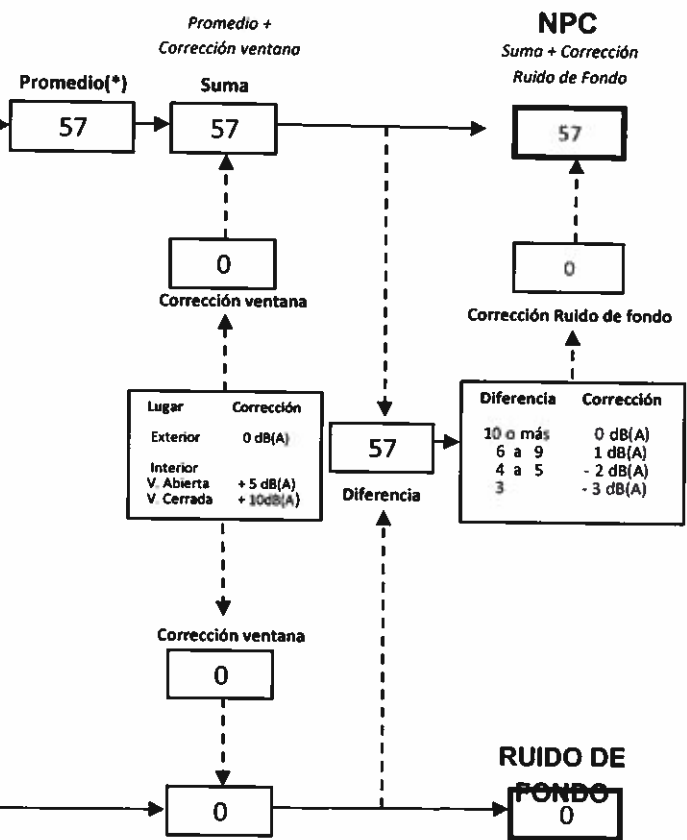 Promedio +
Corrección ventana
NPC
Suma + Corrección
Ruido de Fondo
Promedio(*)
Suma
57
57
57
0
Corrección ventana
0
Corrección Ruido de fondo
Lugar Corrección
Exterior 0 dB(A)
Interior
V. Abierta + 5 dB(A)
V. Cerrada + 10dB(A)
57
Diferencia
Diferencia Corrección
10 o más 0 dB(A)
6 a 9 1 dB(A)
4 a 5 - 2 dB(A)
3 - 3 dB(A)
Corrección ventana
0
0
RUIDO DE
FONDO
0